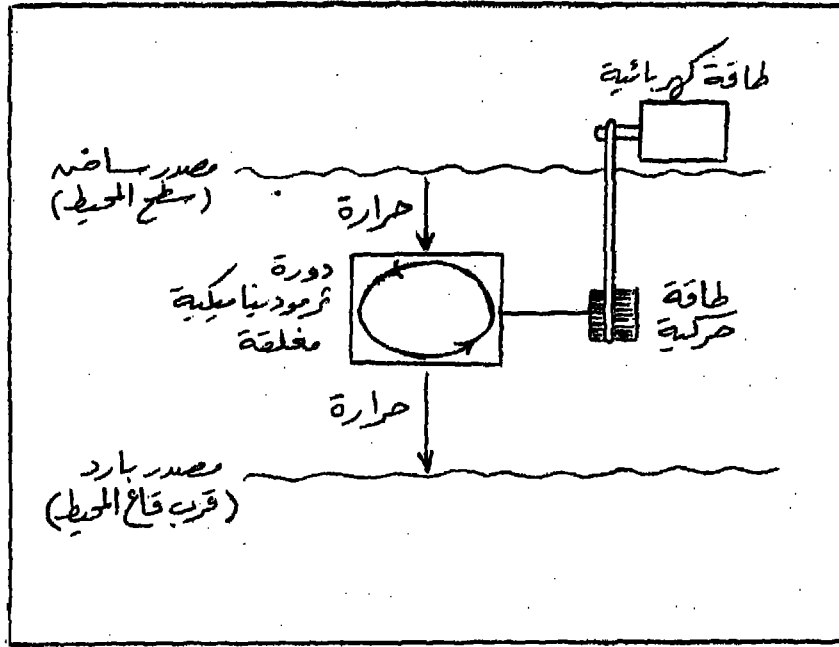 طاقة كهربائية
مصدر ساخن
(سطح المحيط)
حرارة
دورة
ثرموديناميكية
مغلقة
طاقة
حركية
حرارة
مصدر بارد
(قرب قاع المحيط)